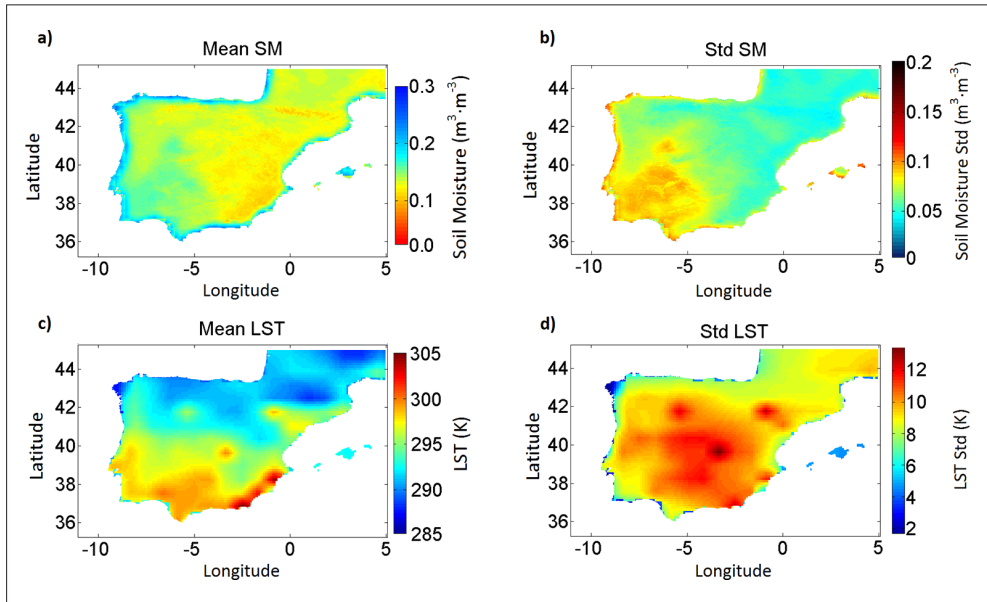 a)
Mean SM
44
42
40
38
36
Latitude
-10
-5
0
5
Longitude
0.3
0.2
0.1
0.0
Soil Moisture (m³·m⁻³)
b)
Std SM
44
42
40
38
36
Latitude
-10
-5
0
5
Longitude
0.2
0.15
0.1
0.05
0
Soil Moisture Std (m³·m⁻³)
c)
Mean LST
44
42
40
38
36
Latitude
-10
-5
0
5
Longitude
305
300
295
290
285
LST (K)
d)
Std LST
44
42
40
38
36
Latitude
-10
-5
0
5
Longitude
12
10
8
6
4
2
LST Std (K)